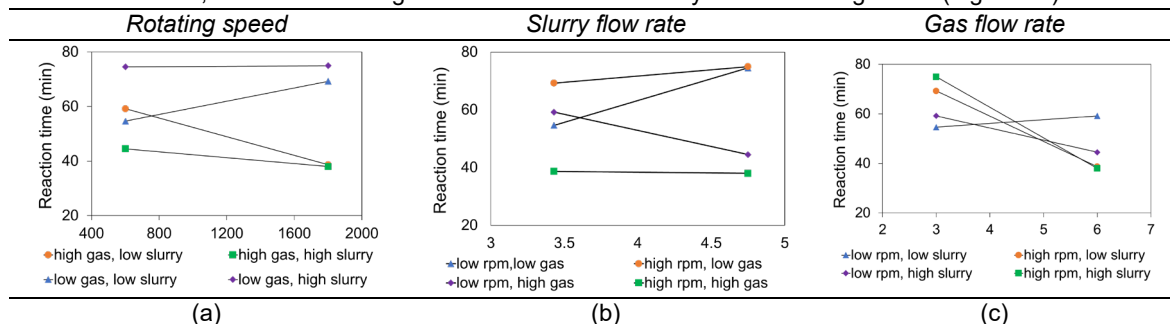 Rotating speed Slurry flow rate Gas flow rate
Reaction time (min)
80
60
40
20
400 800 1200 1600 2000
high gas, low slurry high gas, high slurry
low gas, low slurry low gas, high slurry
(a)
Reaction time (min)
80
60
40
20
3 3.5 4 4.5 5
low rpm,low gas high rpm, low gas
low rpm, high gas high rpm, high gas
(b)
Reaction time (min)
80
60
40
20
2 3 4 5 6 7
low rpm, low slurry high rpm, low slurry
low rpm, high slurry high rpm, high slurry
(c)